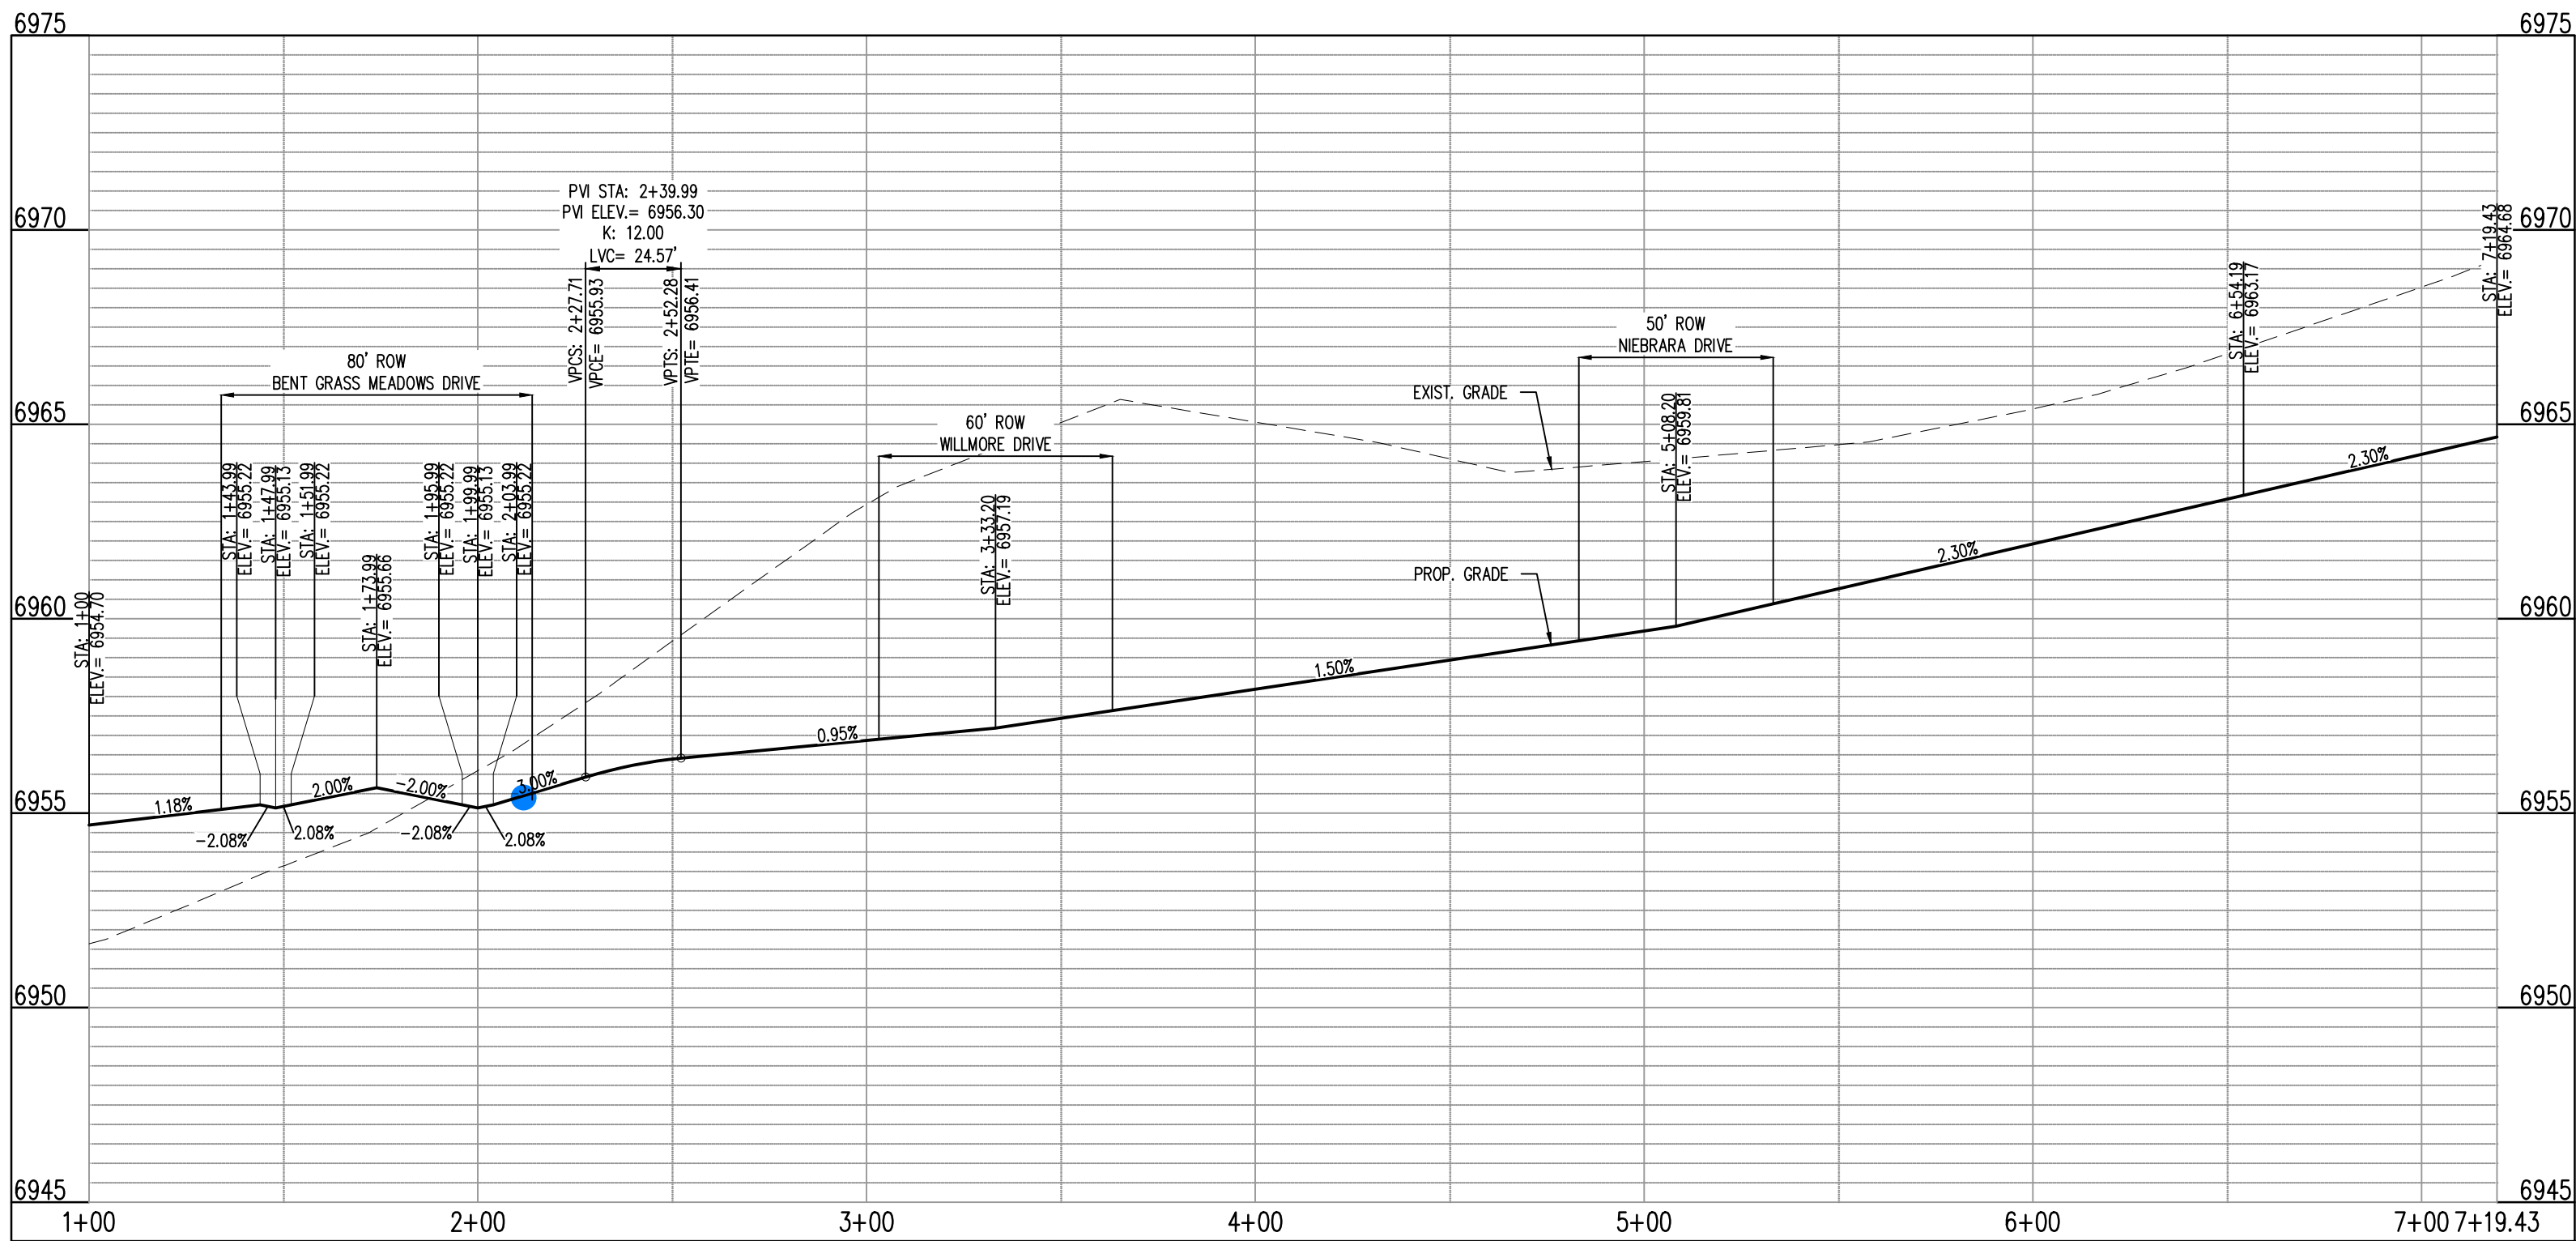 6975
6975
PVI STA: 2+39.99
PVI ELEV.= 6956.30
K: 12.00
LVC= 24.57'
6970
6970
STA: 7+19.43
ELEV.= 6964.68
VPCS: 2+27.71
VPCE= 6955.93
VPTS: 2+52.28
VPTE= 6956.41
STA: 6+54.19
ELEV.= 6963.17
50' ROW
NIEBRARA DRIVE
80' ROW
BENT GRASS MEADOWS DRIVE
EXIST. GRADE
6965
6965
60' ROW
WILLMORE DRIVE
STA: 5+08.20
ELEV.= 6959.81
STA: 1+43.99
ELEV.= 6955.22
STA: 1+47.99
ELEV.= 6955.13
STA: 1+51.99
ELEV.= 6955.22
STA: 1+95.99
ELEV.= 6955.22
STA: 1+99.99
ELEV.= 6955.13
STA: 2+03.99
ELEV.= 6955.22
2.30%
STA: 3+33.20
ELEV.= 6957.19
STA: 1+73.99
ELEV.= 6955.66
2.30%
PROP. GRADE
6960
6960
STA: 1+00
ELEV.= 6954.70
1.50%
0.95%
1.18%
2.00%
-2.00%
3.00%
6955
6955
-2.08%
2.08%
-2.08%
2.08%
6950
6950
6945
6945
1+00
2+00
3+00
4+00
5+00
6+00
7+00
7+19.43